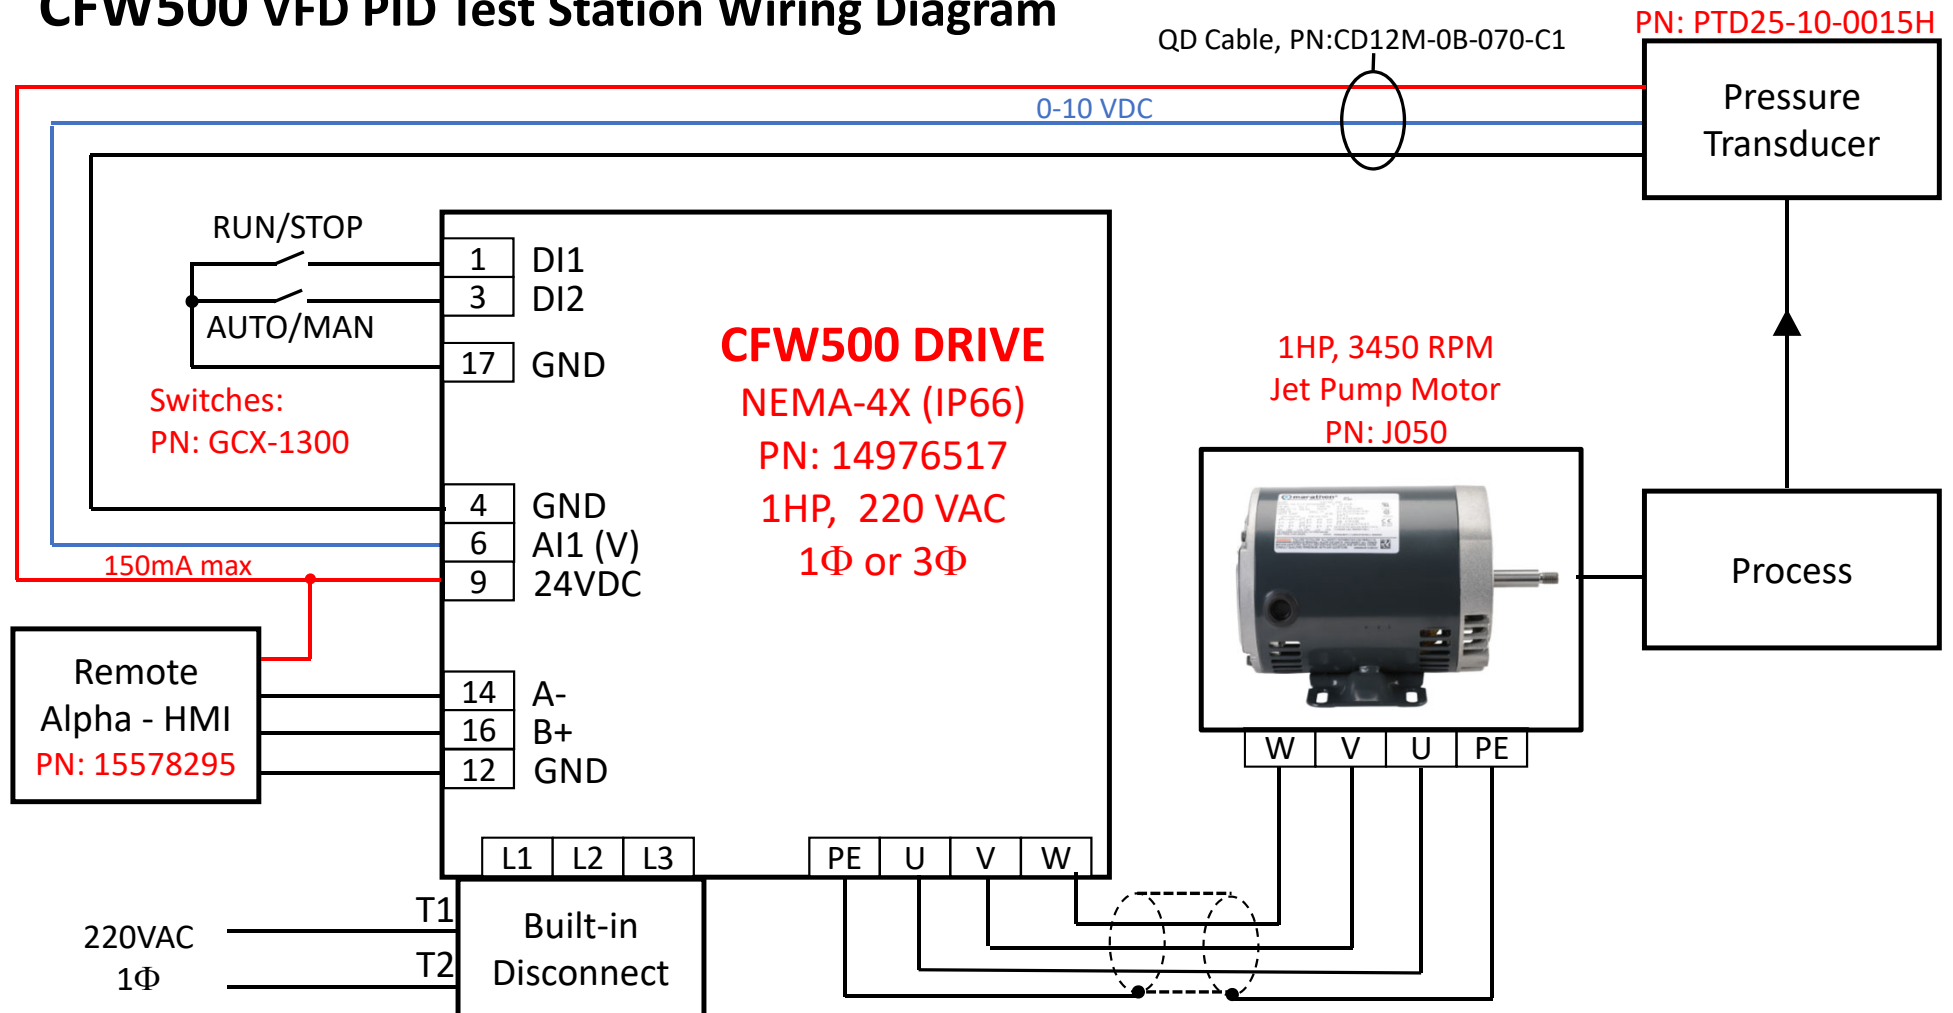 CFW500 VFD PID Test Station Wiring Diagram
PN: PTD25-10-0015H
QD Cable, PN:CD12M-0B-070-C1
0-10 VDC
Pressure
Transducer
RUN/STOP
AUTO/MAN
Switches:
PN: GCX-1300
1 DI1
3 DI2
17 GND
4 GND
6 AI1 (V)
9 24VDC
150mA max
14 A-
16 B+
12 GND
CFW500 DRIVE
NEMA-4X (IP66)
PN: 14976517
1HP, 220 VAC
1Φ or 3Φ
1HP, 3450 RPM
Jet Pump Motor
PN: J050
marathon
Process
Remote
Alpha - HMI
PN: 15578295
W V U PE
L1 L2 L3
PE U V W
T1
T2
220VAC
1Φ
Built-in
Disconnect